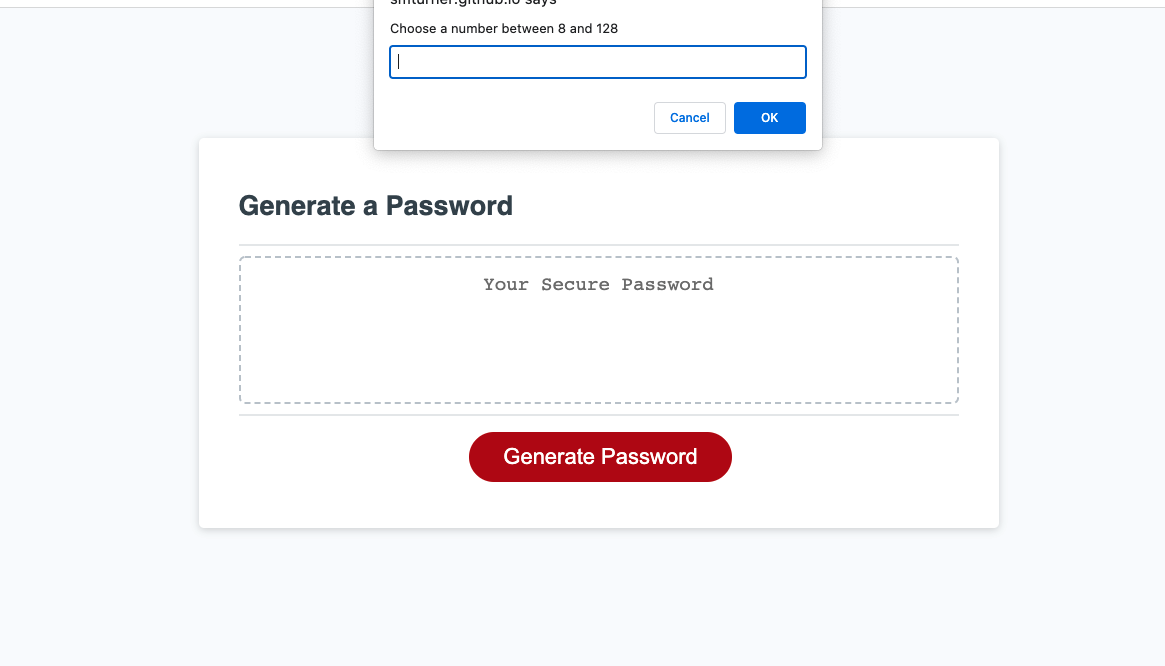 smturner.github.io says
Choose a number between 8 and 128
Cancel
OK
Generate a Password
Your Secure Password
Generate Password